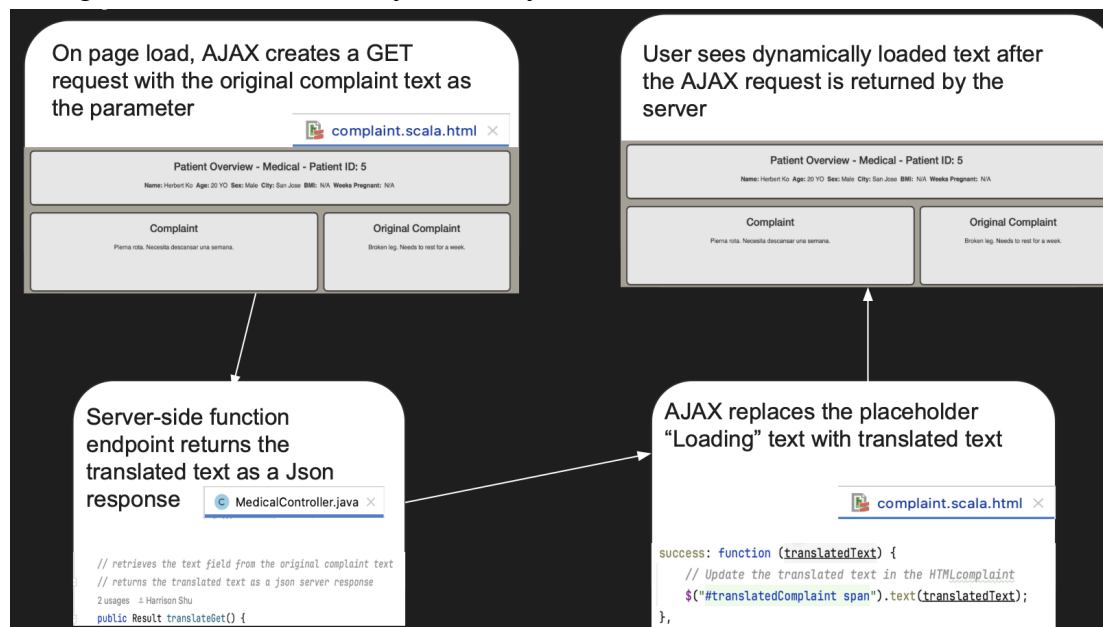 On page load, AJAX creates a GET
request with the original complaint text as
the parameter
complaint.scala.html
Patient Overview - Medical - Patient ID: 5
Name: Herbert Ko Age: 20 YO Sex: Male City: San Jose BMI: N/A Weeks Pregnant: N/A
Complaint
Pierna rota. Necesita descansar una semana.
Original Complaint
Broken leg. Needs to rest for a week.
Server-side function
endpoint returns the
translated text as a Json
response
MedicalController.java
// retrieves the text field from the original complaint text
// returns the translated text as a json server response
2 usages Harrison Shu
public Result translateGet() {
AJAX replaces the placeholder
“Loading” text with translated text
complaint.scala.html
success: function (translatedText) {
// Update the translated text in the HTMLcomplaint
$("#translatedComplaint span").text(translatedText);
},
User sees dynamically loaded text after
the AJAX request is returned by the
server
Patient Overview - Medical - Patient ID: 5
Name: Herbert Ko Age: 20 YO Sex: Male City: San Jose BMI: N/A Weeks Pregnant: N/A
Complaint
Pierna rota. Necesita descansar una semana.
Original Complaint
Broken leg. Needs to rest for a week.